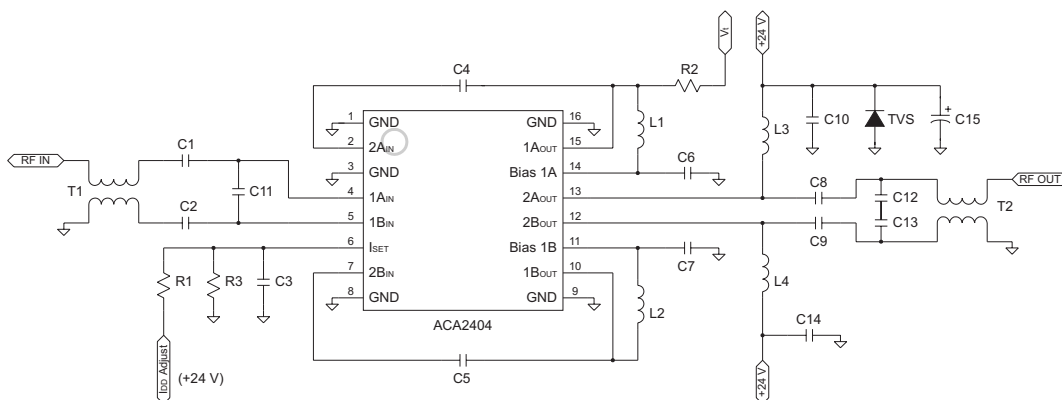 V1
+24 V
C4
R2
1 GND GND 16
L1
L3
C10
TVS
+
C15
2 2AIN 1AOUT 15
C1
RF IN
3 GND Bias 1A 14
C6
T1
C11
4 1AIN 2AOUT 13
C8
RF OUT
C12
T2
C2
5 1BIN 2BOUT 12
C13
C9
6 ISET Bias 1B 11
C7
R1
R3
C3
7 2BIN 1BOUT 10
L4
8 GND GND 9
L2
ACA2404
C14
IDD Adjust
(+24 V)
C5
+24 V